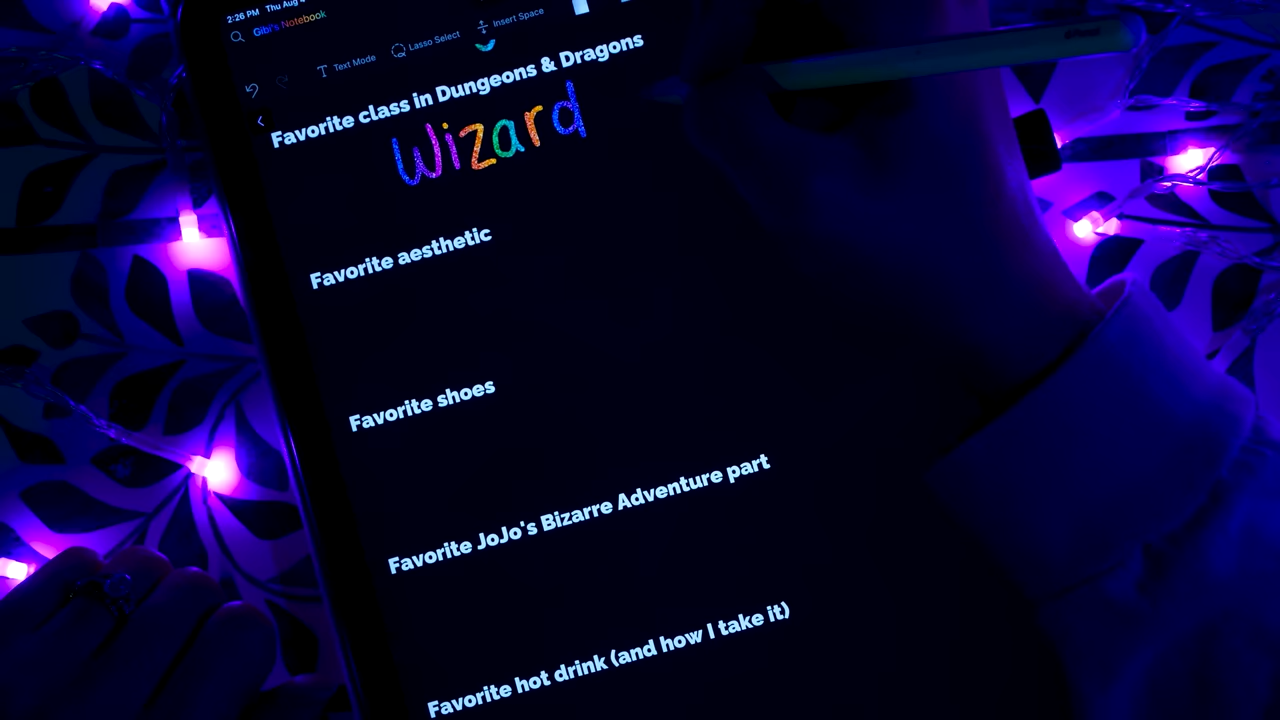 2:26 PM Thu Aug 4
Gibi's Notebook
Text Mode
Lasso Select
Insert Space
Favorite class in Dungeons & Dragons
Wizard
Favorite aesthetic
Favorite shoes
Favorite JoJo's Bizarre Adventure part
Favorite hot drink (and how I take it)